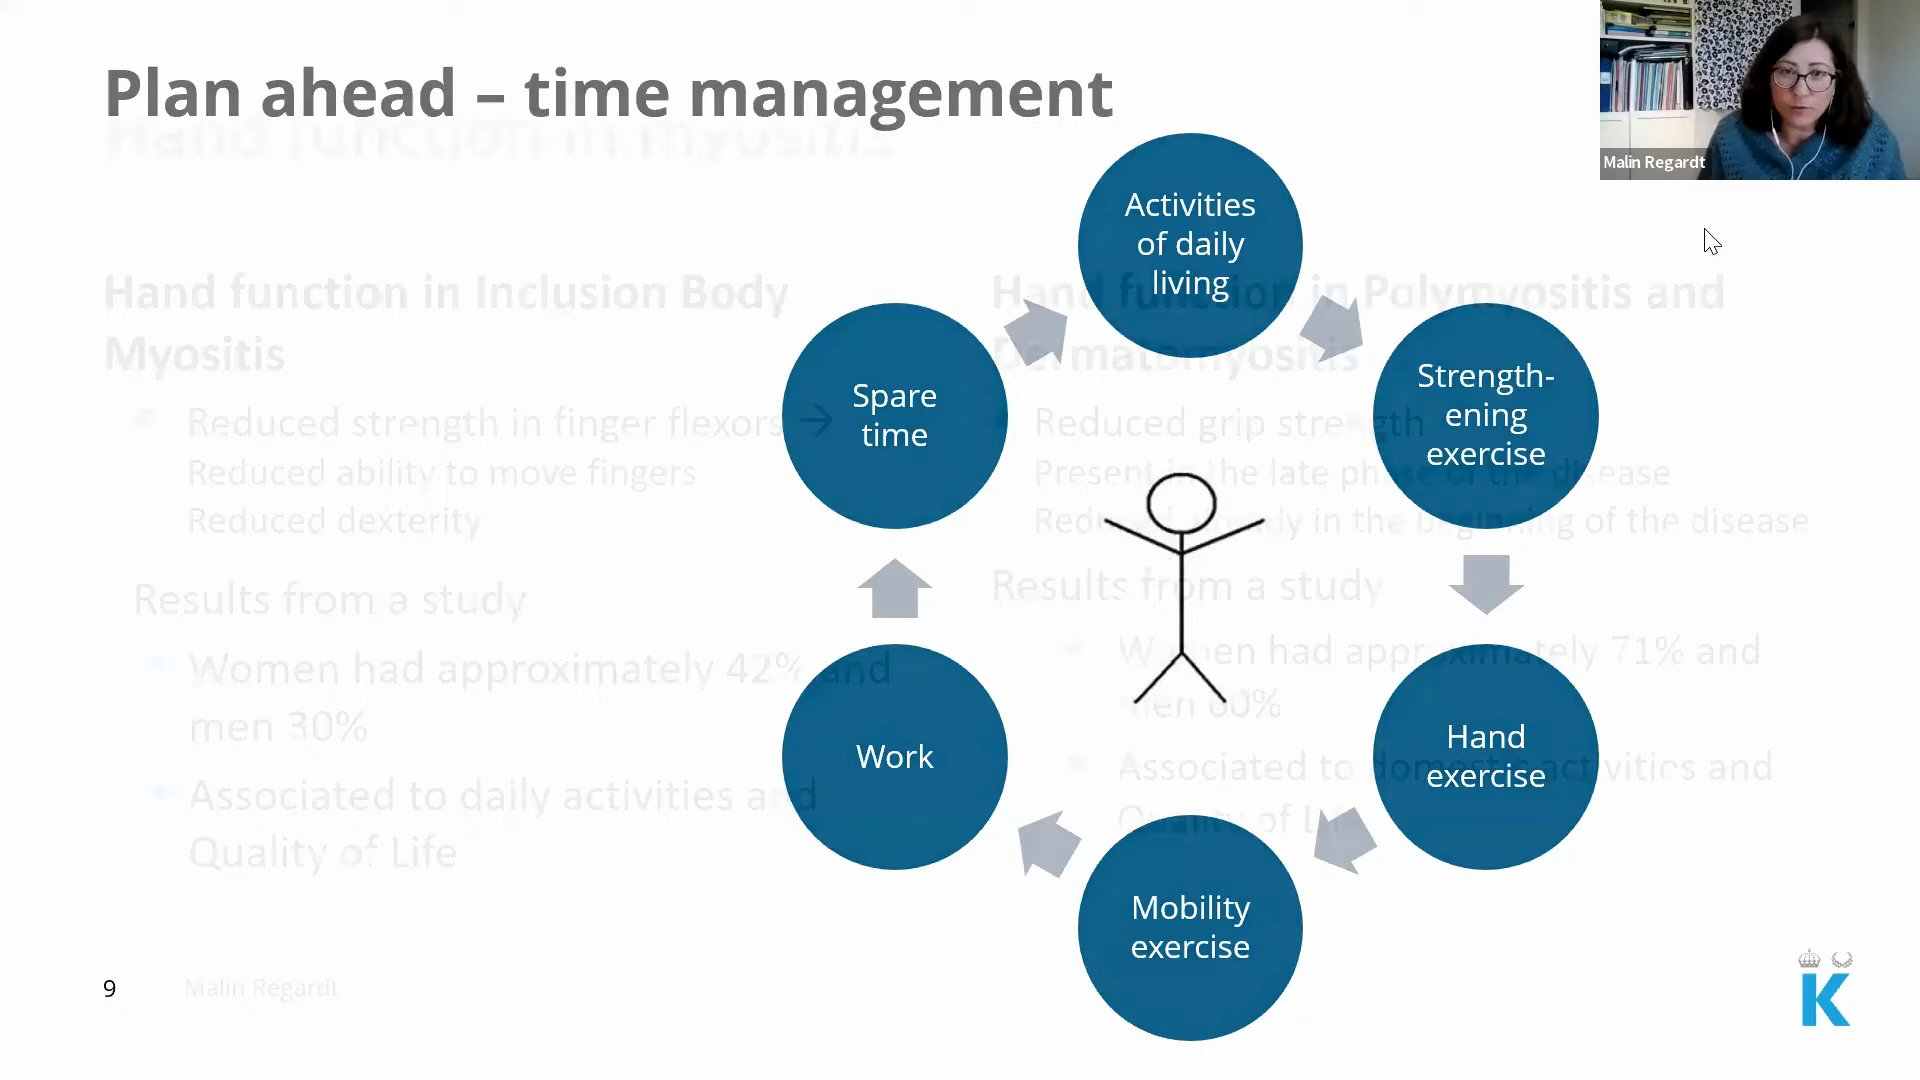 Plan ahead – time management
Hand function in myositis
Malin Regardt
Activities
of daily
living
Strength-
ening
exercise
Hand
exercise
Mobility
exercise
Work
Spare
time
Hand function in Inclusion Body
Myositis
Reduced strength in finger flexors →
Reduced ability to move fingers
Reduced dexterity
Results from a study
Women had approximately 42% and
men 30%
Associated to daily activities and
Quality of Life
Hand function in Polymyositis and
Dermatomyositis
Reduced grip strength
Present in the late phase of the disease
Reduced already in the beginning of the disease
Results from a study
Women had approximately 71% and
men 60%
Associated to domestic activities and
Quality of Life
9
Malin Regardt
K